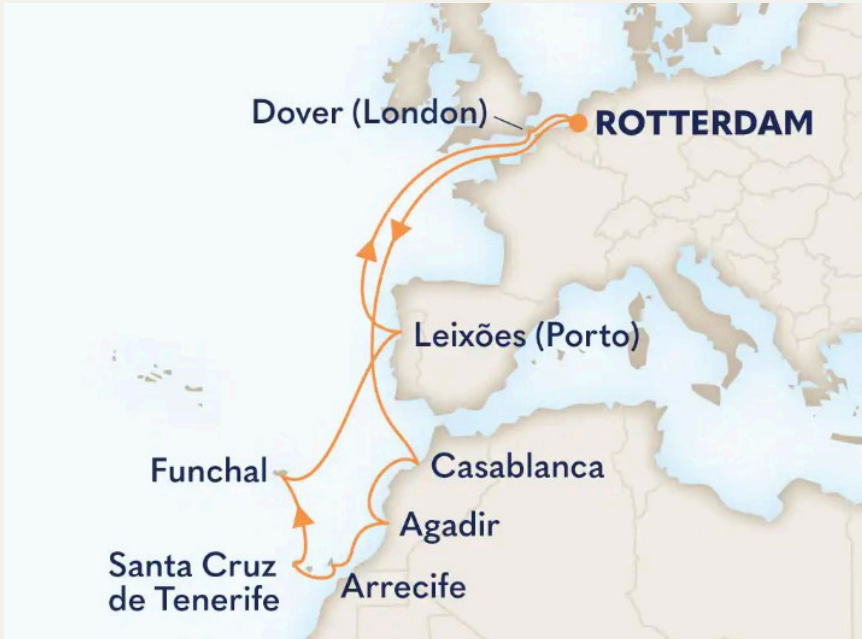 Dover (London)
ROTTERDAM
Leixões (Porto)
Funchal
Casablanca
Agadir
Santa Cruz
de Tenerife
Arrecife